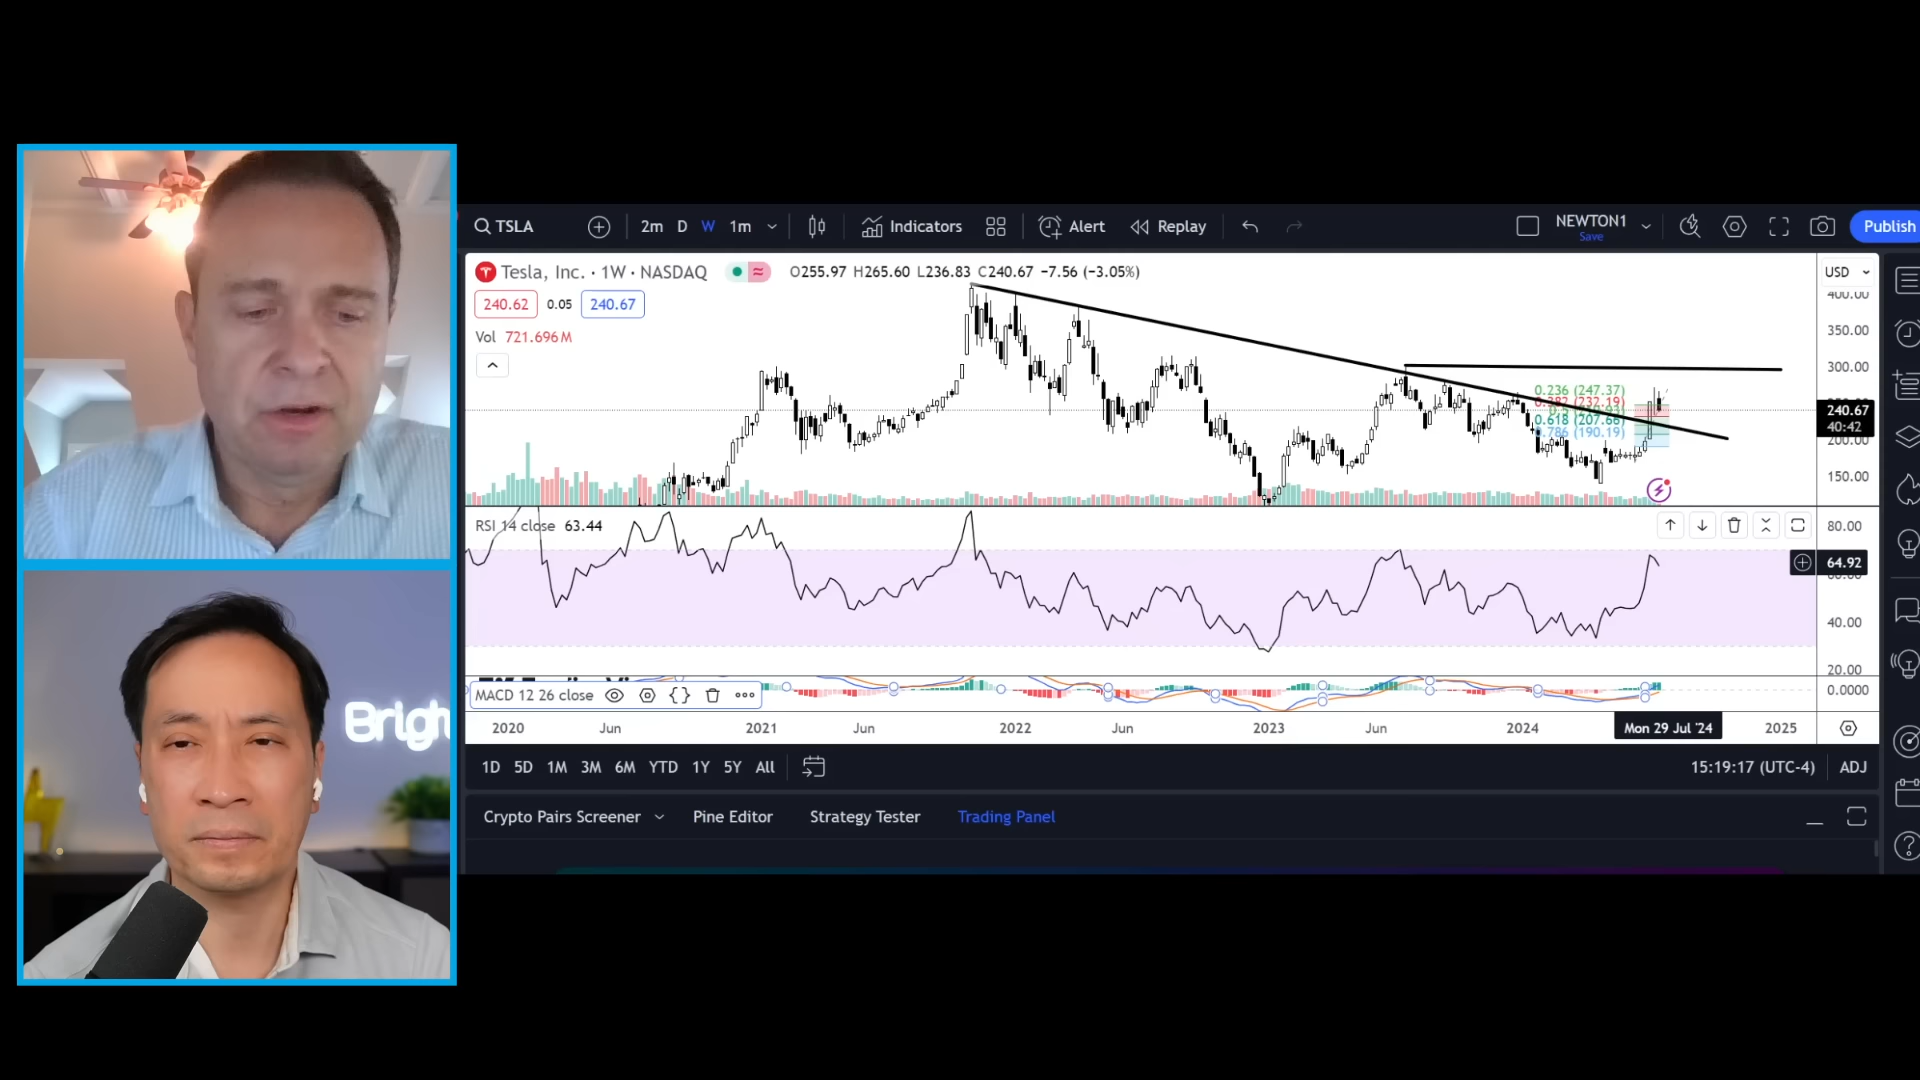 TSLA
2m D W 1m
Indicators
Alert
Replay
NEWTON1
Save
Publish
Tesla, Inc. · 1W · NASDAQ
O255.97 H265.60 L236.83 C240.67 −7.56 (−3.05%)
USD
240.62 0.05 240.67
Vol 721.696M
400.00
350.00
300.00
240.67
40:42
200.00
150.00
0.236 (247.37)
0.382 (232.19)
0.618 (207.66)
0.786 (190.19)
RSI 14 close 63.44
80.00
64.92
60.00
40.00
20.00
MACD 12 26 close
0.0000
2020 Jun 2021 Jun 2022 Jun 2023 Jun 2024 Mon 29 Jul '24 2025
1D 5D 1M 3M 6M YTD 1Y 5Y All
15:19:17 (UTC-4) ADJ
Crypto Pairs Screener Pine Editor Strategy Tester Trading Panel
Brigh